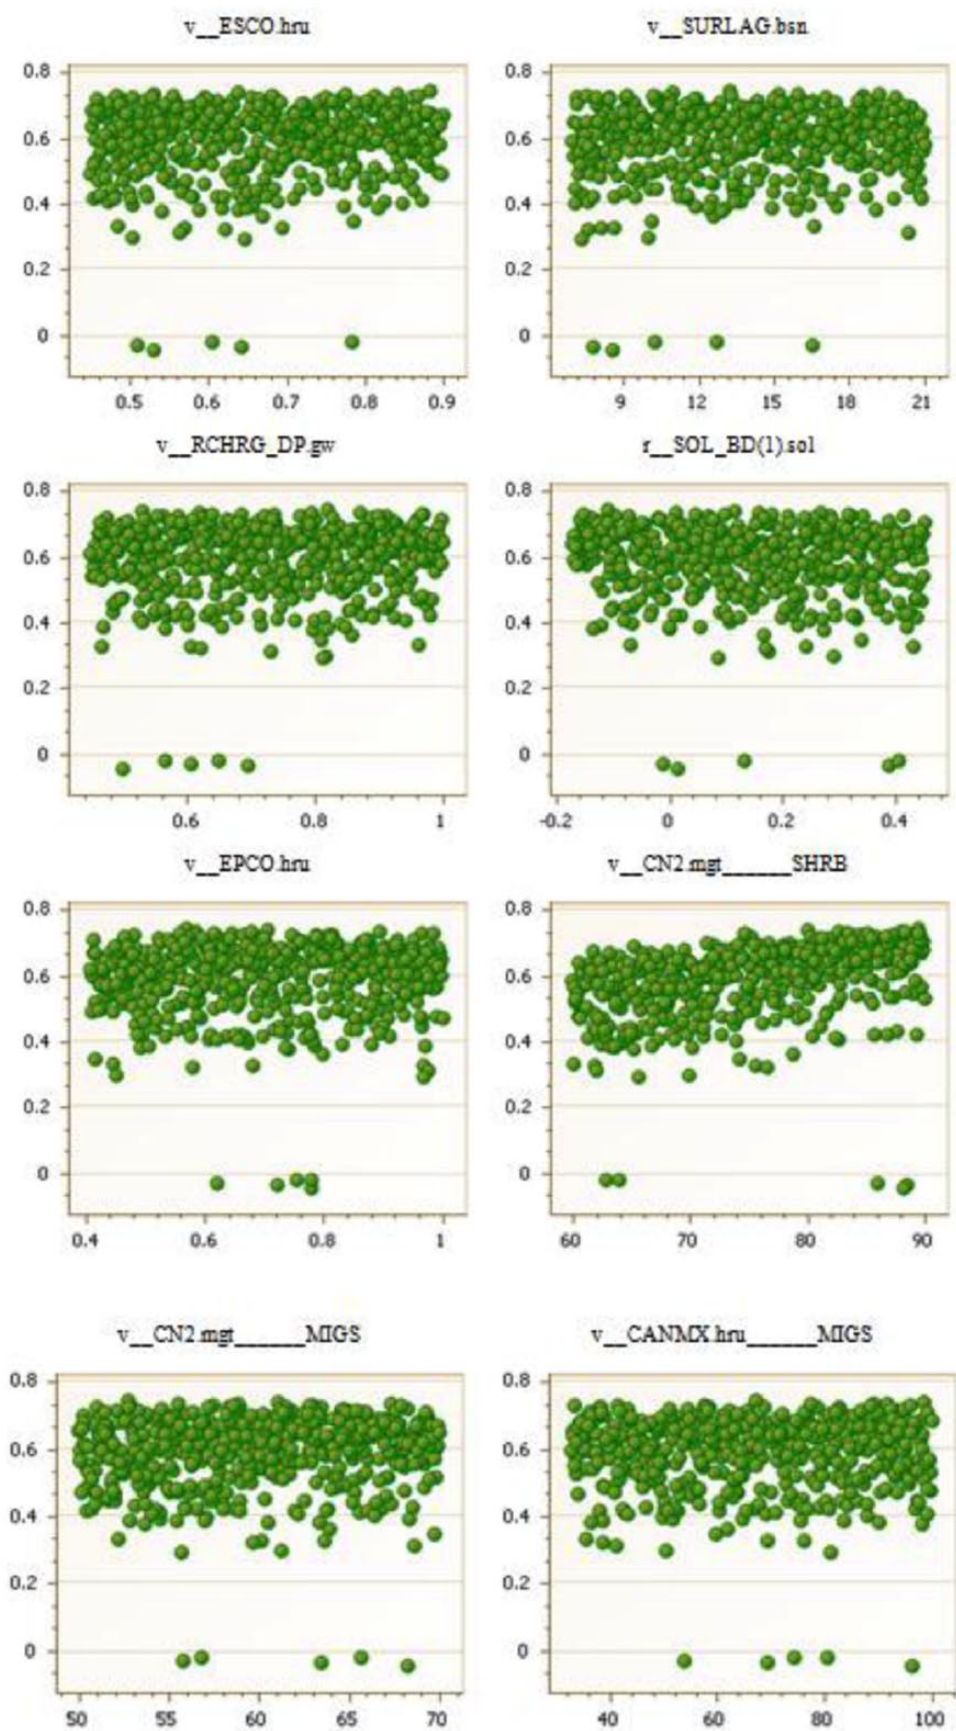 v__ESCO.hru
v__SURLAG.bsn
0.8
0.6
0.4
0.2
0
0.5 0.6 0.7 0.8 0.9
0.8
0.6
0.4
0.2
0
9 12 15 18 21
v__RCHRG_DP.gw
r__SOL_BD(1).sol
0.8
0.6
0.4
0.2
0
0.6 0.8 1
0.8
0.6
0.4
0.2
0
-0.2 0 0.2 0.4
v__EPCO.hru
v__CN2.mgt______SHRB
0.8
0.6
0.4
0.2
0
0.4 0.6 0.8 1
0.8
0.6
0.4
0.2
0
60 70 80 90
v__CN2.mgt______MIGS
v__CANMX.hru______MIGS
0.8
0.6
0.4
0.2
0
50 55 60 65 70
0.8
0.6
0.4
0.2
0
40 60 80 100